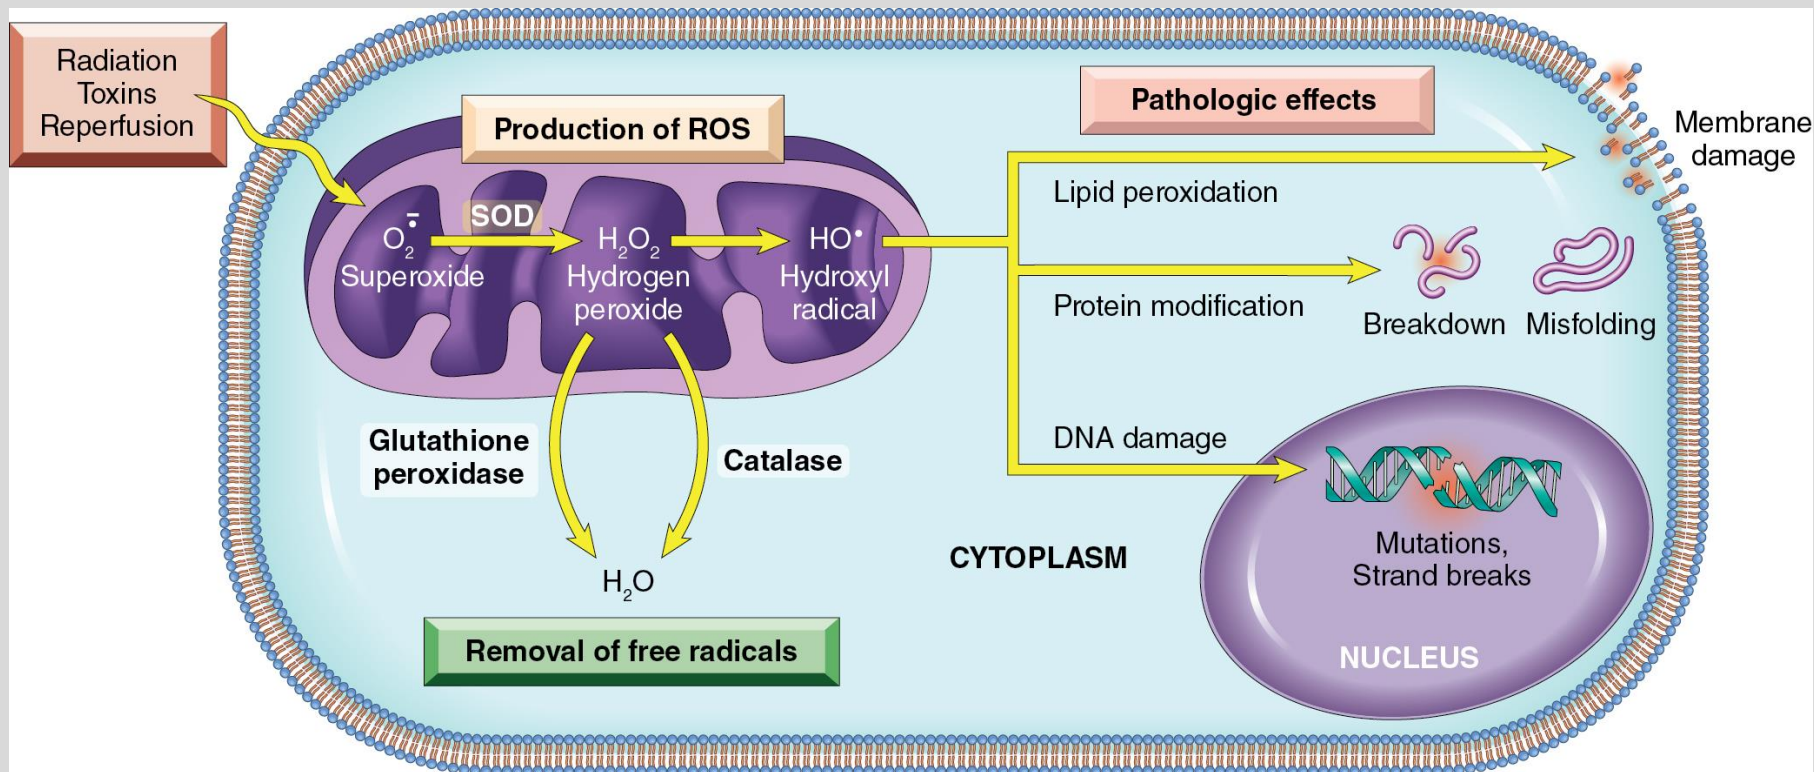 Radiation
Toxins
Reperfusion
Production of ROS
SOD
O₂•̄
Superoxide
H₂O₂
Hydrogen
peroxide
HO•
Hydroxyl
radical
Glutathione
peroxidase
Catalase
H₂O
Removal of free radicals
Pathologic effects
Lipid peroxidation
Membrane
damage
Protein modification
Breakdown
Misfolding
DNA damage
Mutations,
Strand breaks
NUCLEUS
CYTOPLASM